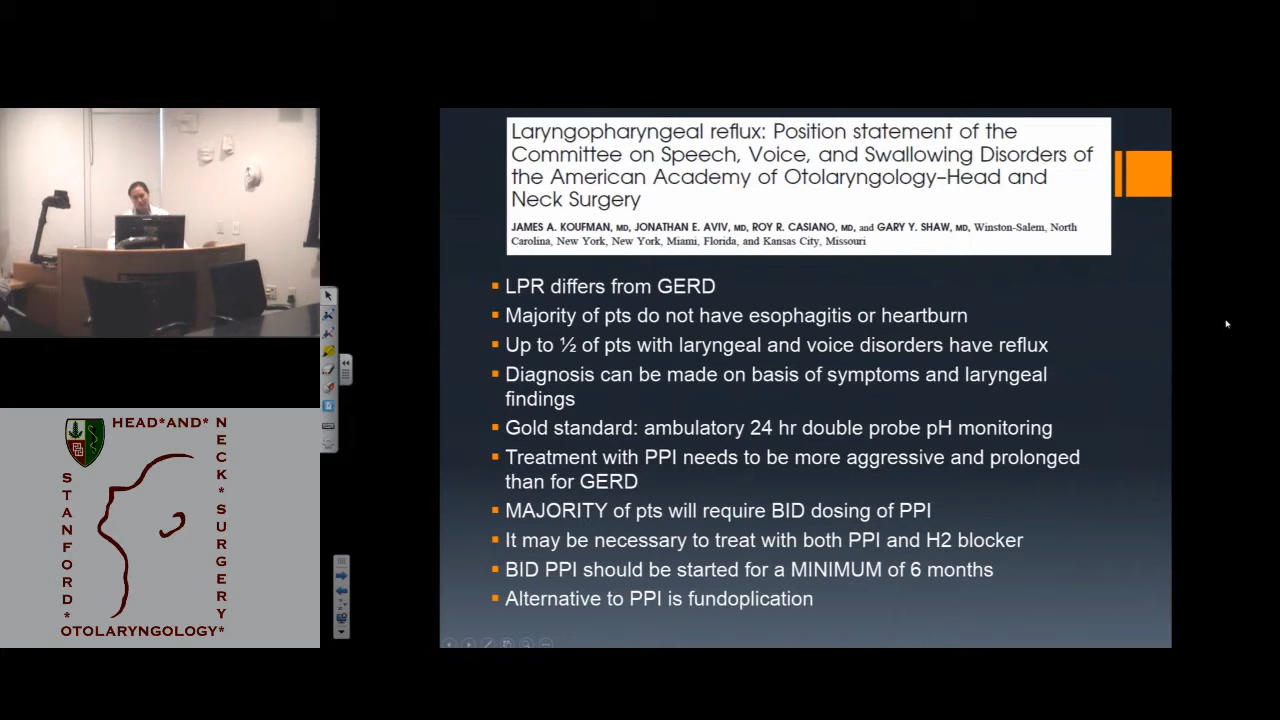 Laryngopharyngeal reflux: Position statement of the
Committee on Speech, Voice, and Swallowing Disorders of
the American Academy of Otolaryngology–Head and
Neck Surgery
JAMES A. KOUFMAN, MD, JONATHAN E. AVIV, MD, ROY R. CASIANO, MD, and GARY Y. SHAW, MD, Winston-Salem, North
Carolina, New York, New York, Miami, Florida, and Kansas City, Missouri
▪ LPR differs from GERD
▪ Majority of pts do not have esophagitis or heartburn
▪ Up to ½ of pts with laryngeal and voice disorders have reflux
▪ Diagnosis can be made on basis of symptoms and laryngeal
findings
▪ Gold standard: ambulatory 24 hr double probe pH monitoring
▪ Treatment with PPI needs to be more aggressive and prolonged
than for GERD
▪ MAJORITY of pts will require BID dosing of PPI
▪ It may be necessary to treat with both PPI and H2 blocker
▪ BID PPI should be started for a MINIMUM of 6 months
▪ Alternative to PPI is fundoplication
HEAD*AND*
NECK*SURGERY
STANFORD*
OTOLARYNGOLOGY*